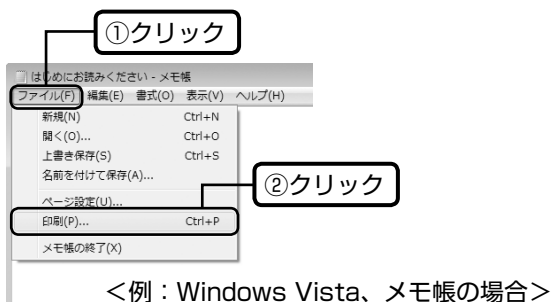 ①クリック
はじめにお読みください - メモ帳
ファイル(F) 編集(E) 書式(O) 表示(V) ヘルプ(H)
新規(N) Ctrl+N
開く(O)... Ctrl+O
上書き保存(S) Ctrl+S
名前を付けて保存(A)...
ページ設定(U)...
②クリック
印刷(P)... Ctrl+P
メモ帳の終了(X)
＜例：Windows Vista、メモ帳の場合＞